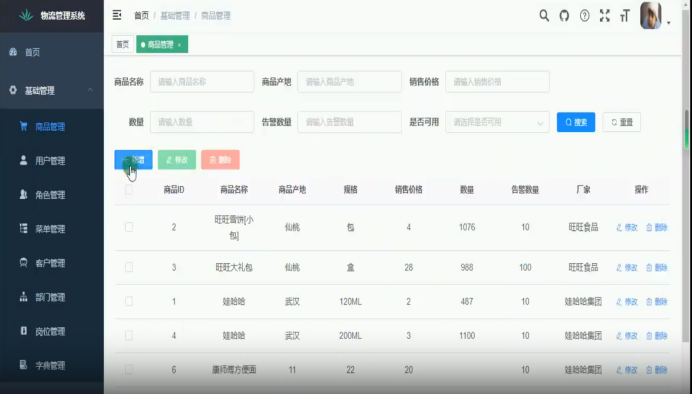 物流管理系统
首页 / 基础管理 / 商品管理
首页
商品管理 ×
首页
基础管理
商品管理
用户管理
角色管理
菜单管理
客户管理
部门管理
岗位管理
字典管理
商品名称 请输入商品名称 商品产地 请输入商品产地 销售价格 请输入销售价格
数量 请输入数量 告警数量 请输入告警数量 是否可用 请选择是否可用 搜索 重置
修改 删除
商品ID 商品名称 商品产地 规格 销售价格 数量 告警数量 厂家 操作
2 旺旺雪饼[小包] 仙桃 包 4 1076 10 旺旺食品 修改 删除
3 旺旺大礼包 仙桃 盒 28 988 100 旺旺食品 修改 删除
1 娃哈哈 武汉 120ML 2 487 10 娃哈哈集团 修改 删除
4 娃哈哈 武汉 200ML 3 1100 10 娃哈哈集团 修改 删除
6 康师傅方便面 11 22 20 10 娃哈哈集团 修改 删除